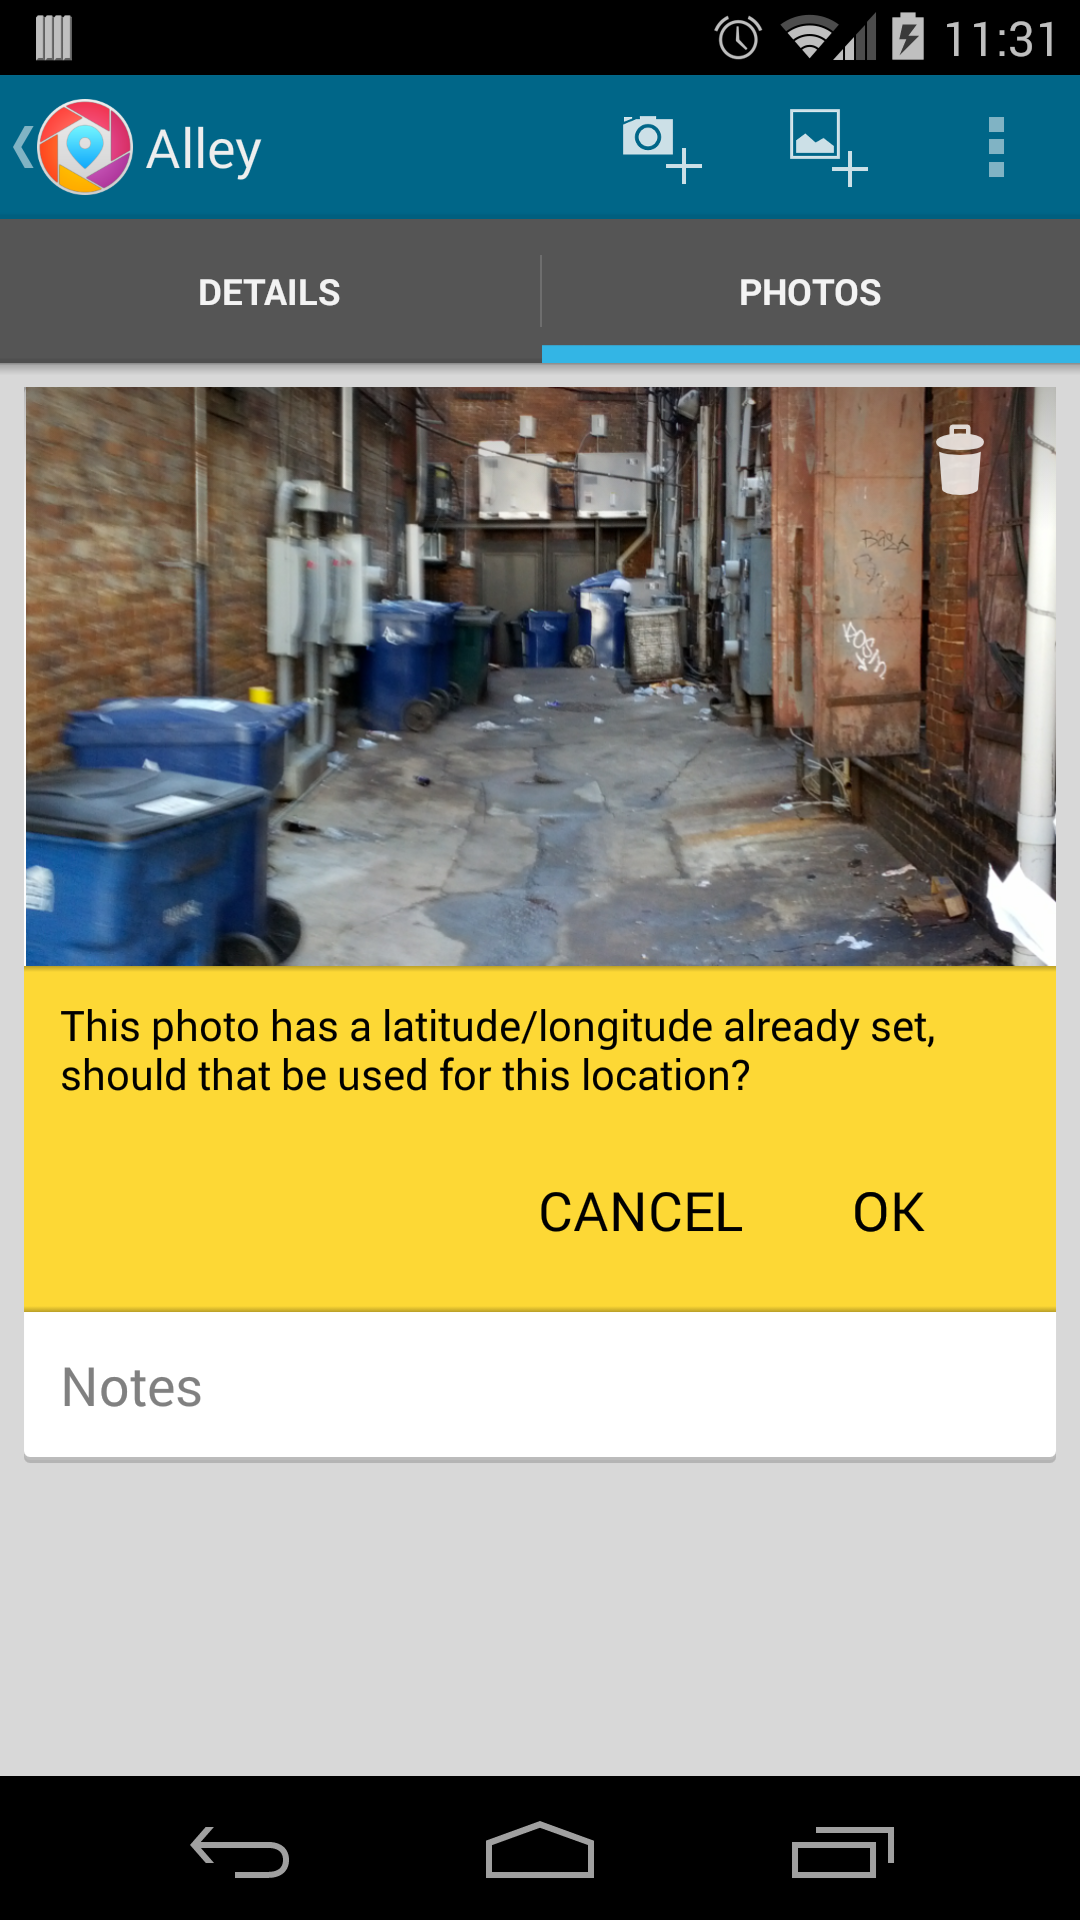 11:31
Alley
DETAILS
PHOTOS
This photo has a latitude/longitude already set,
should that be used for this location?
CANCEL
OK
Notes